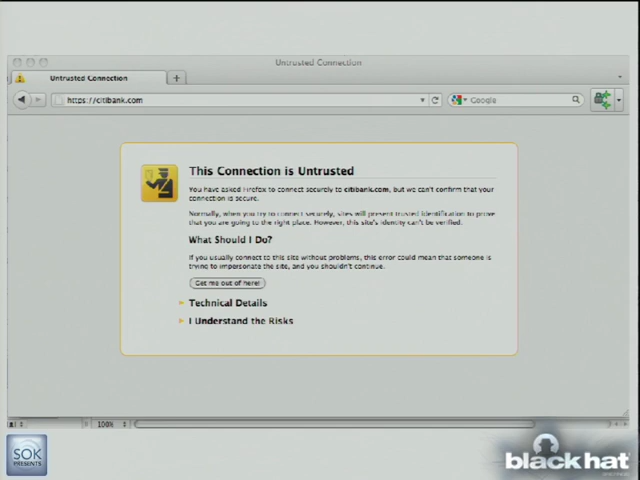 Untrusted Connection
Untrusted Connection
https://citibank.com
Google
This Connection is Untrusted
You have asked Firefox to connect securely to citibank.com, but we can't confirm that your
connection is secure.
Normally, when you try to connect securely, sites will present trusted identification to prove
that you are going to the right place. However, this site's identity can't be verified.
What Should I Do?
If you usually connect to this site without problems, this error could mean that someone is
trying to impersonate the site, and you shouldn't continue.
Get me out of here!
Technical Details
I Understand the Risks
100%
SOK
PRESENTS
black hat